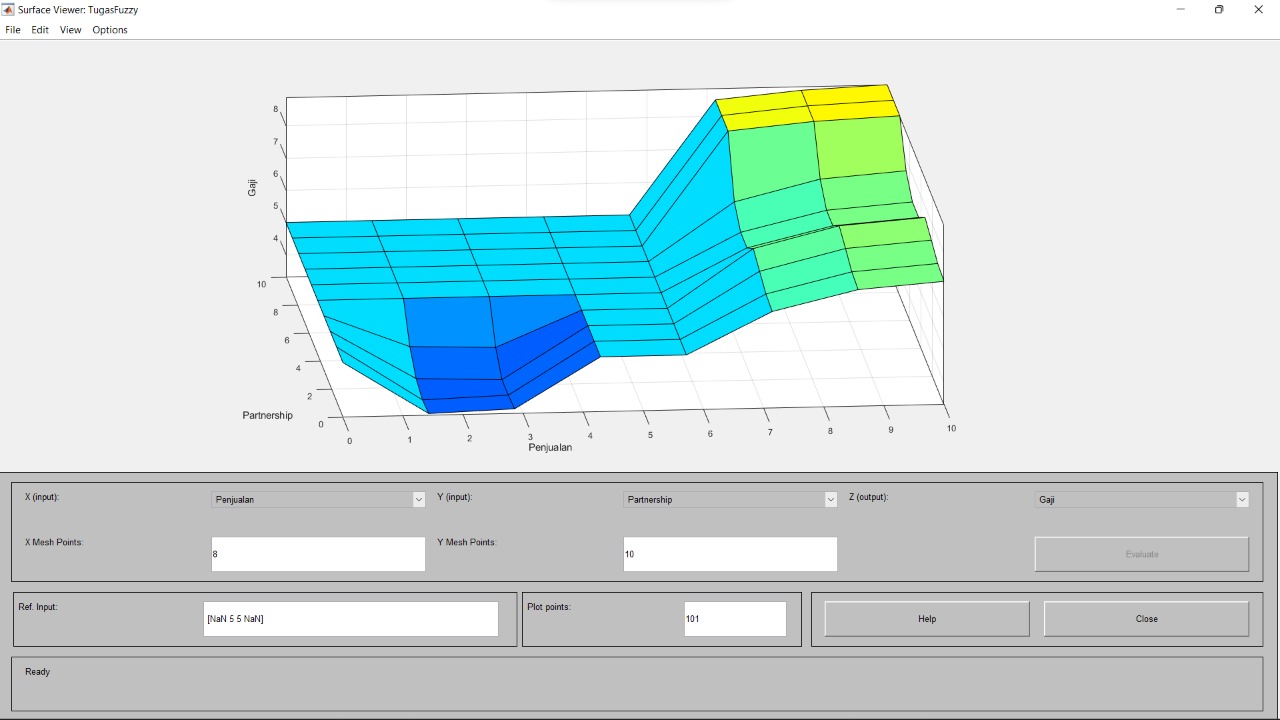 Surface Viewer: TugasFuzzy
File Edit View Options
8
7
6
5
4
Gaji
10
8
6
4
2
0
Partnership
0 1 2 3 4 5 6 7 8 9 10
Penjualan
X (input): Penjualan Y (input): Partnership Z (output): Gaji
X Mesh Points: 8 Y Mesh Points: 10 Evaluate
Ref. Input: [NaN 5 5 NaN] Plot points: 101 Help Close
Ready